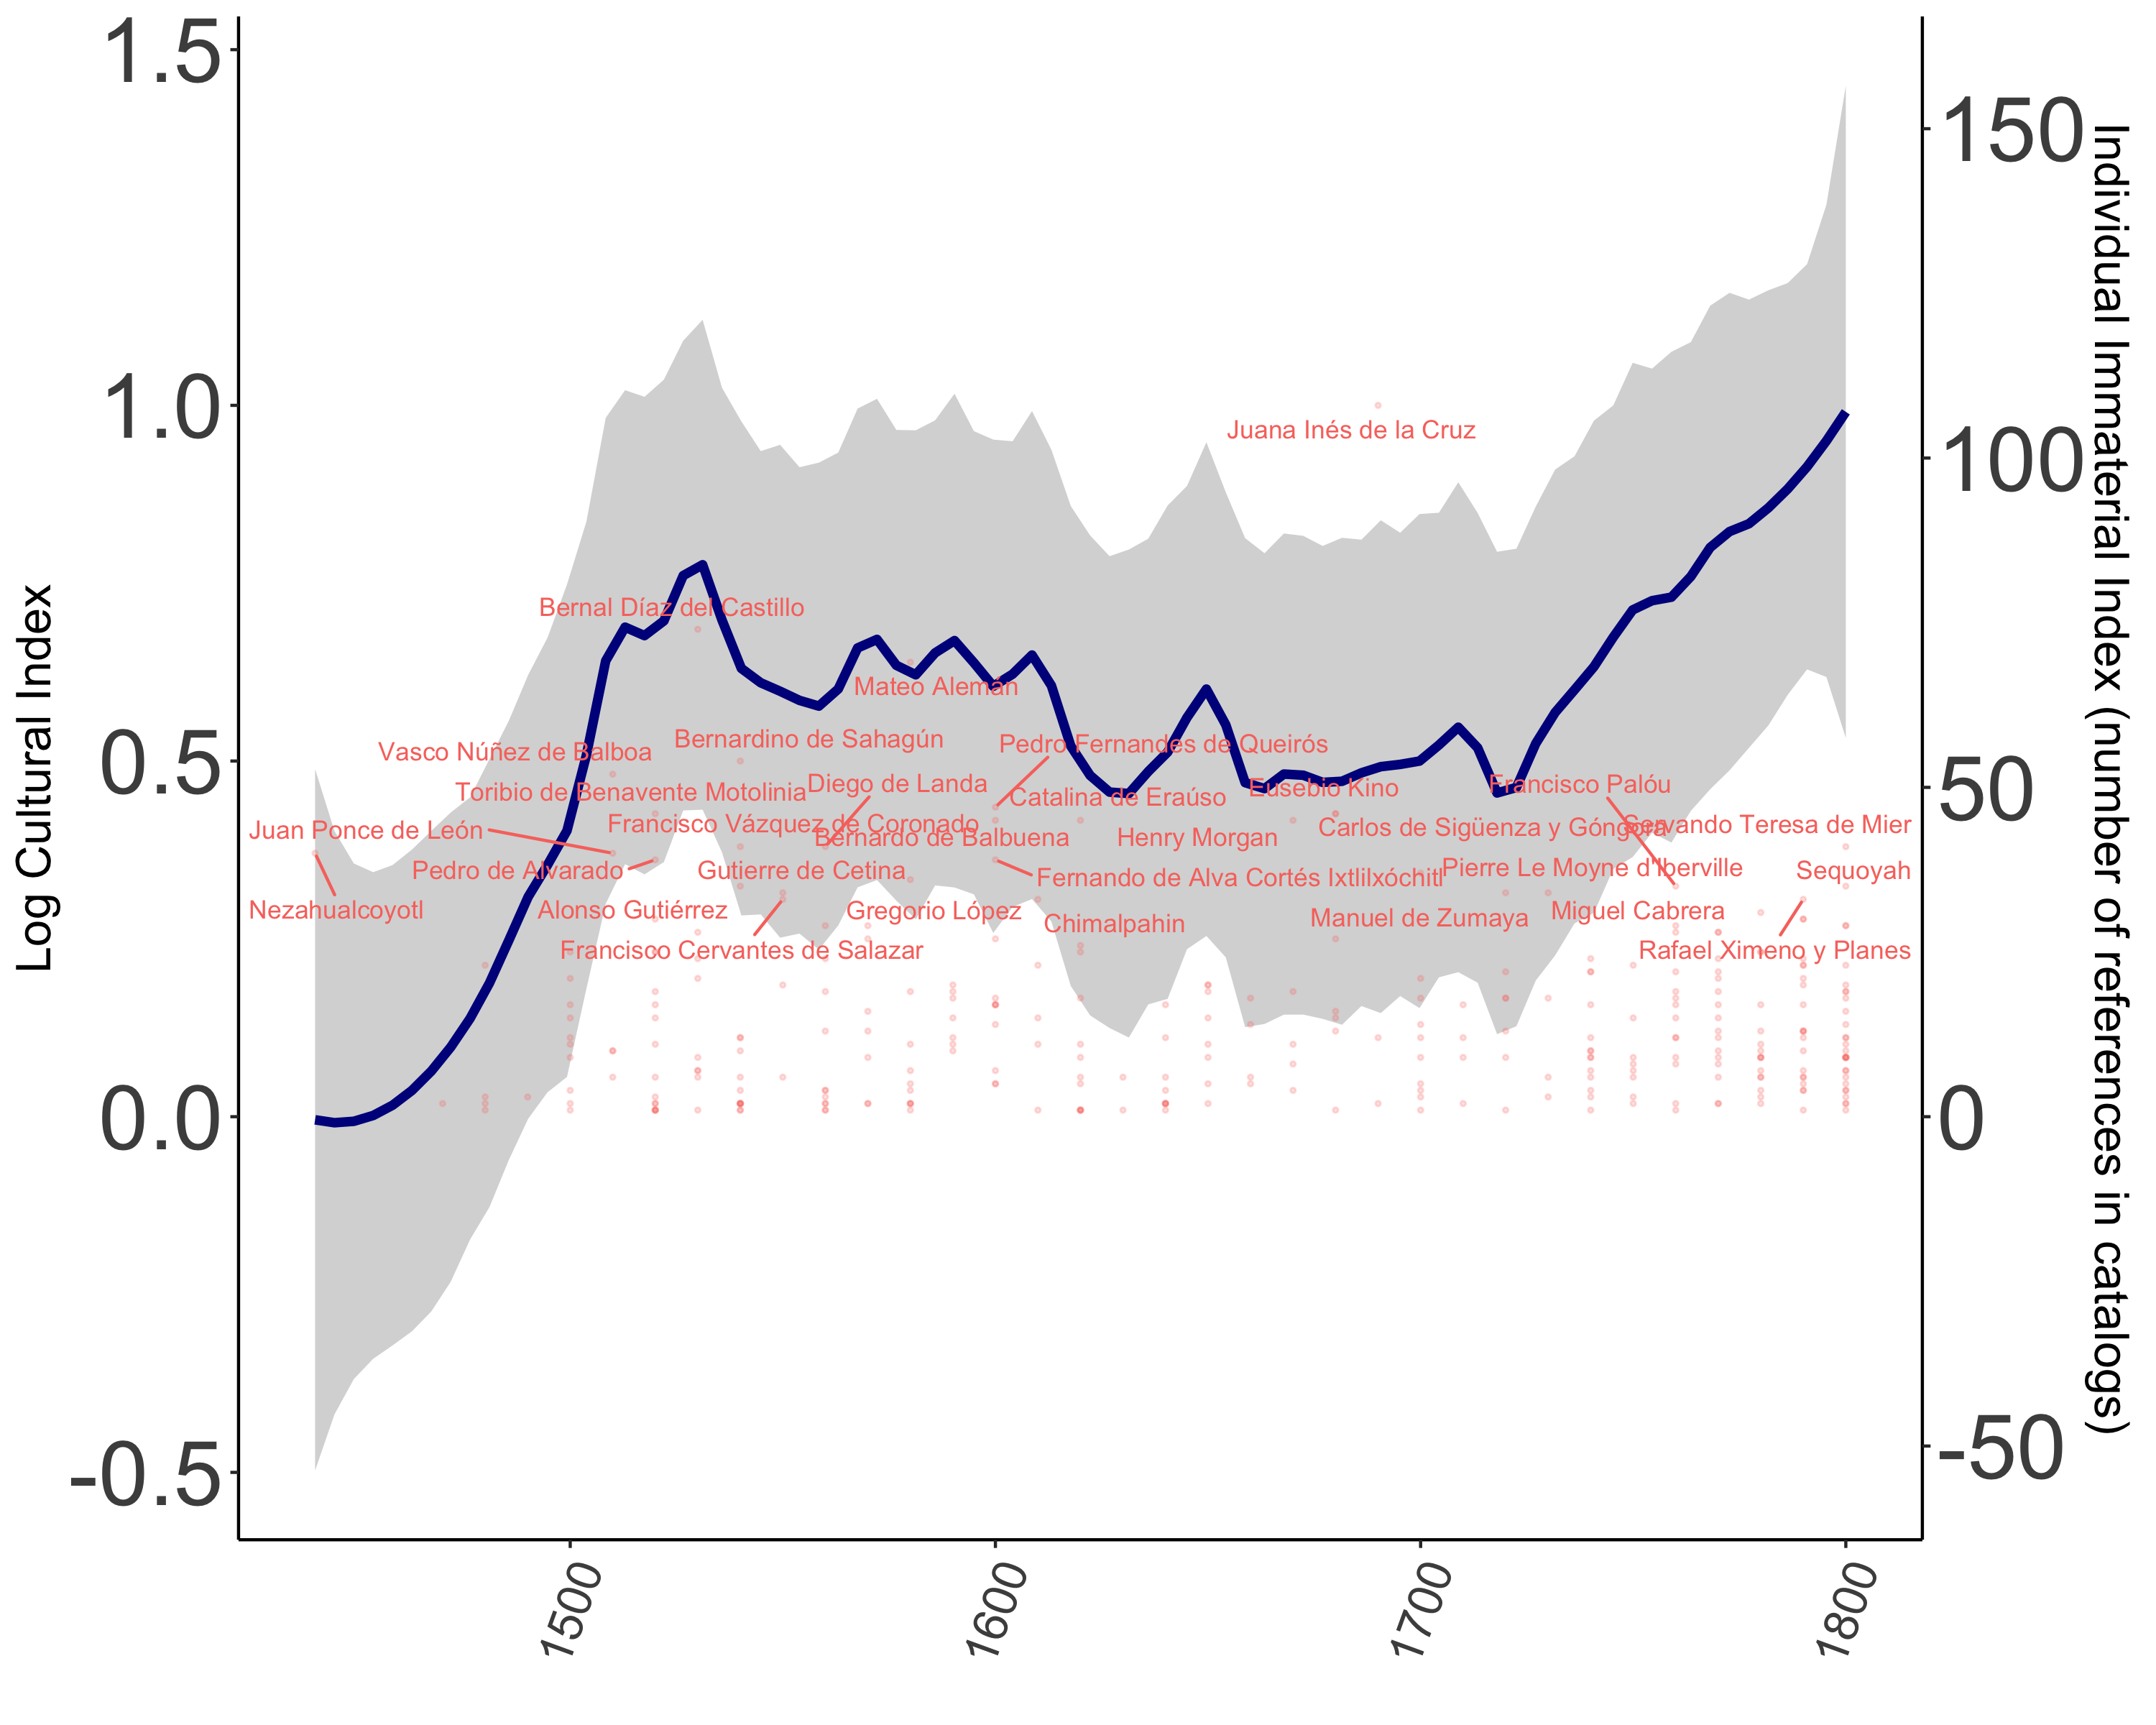 1.5
1.0
0.5
0.0
-0.5
Log Cultural Index
150
100
50
0
-50
Individual Immaterial Index (number of references in catalogs)
1500
1600
1700
1800
Juana Inés de la Cruz
Bernal Díaz del Castillo
Mateo Alemán
Bernardino de Sahagún
Pedro Fernandes de Queirós
Vasco Núñez de Balboa
Diego de Landa
Francisco Palóu
Eusebio Kino
Toribio de Benavente Motolinia
Catalina de Eraúso
Francisco Vázquez de Coronado
Servando Teresa de Mier
Carlos de Sigüenza y Góngora
Juan Ponce de León
Bernardo de Balbuena
Henry Morgan
Pierre Le Moyne d'Iberville
Pedro de Alvarado
Gutierre de Cetina
Sequoyah
Fernando de Alva Cortés Ixtlilxóchitl
Nezahualcoyotl
Alonso Gutiérrez
Gregorio López
Miguel Cabrera
Manuel de Zumaya
Chimalpahin
Francisco Cervantes de Salazar
Rafael Ximeno y Planes